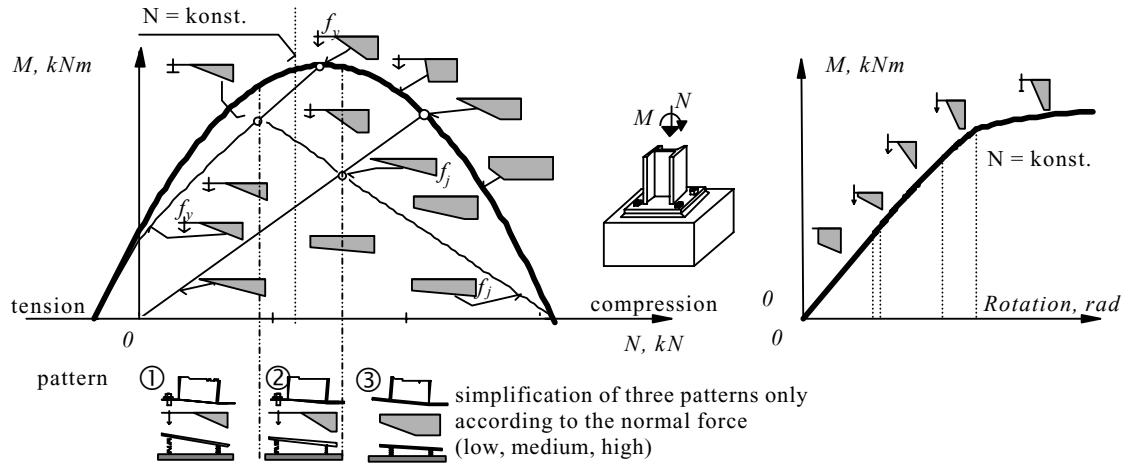 N = konst.
f_y
M, kNm
M
N
M, kNm
N = konst.
f_j
f_y
f_j
tension
0
compression
N, kN
0
0
Rotation, rad
pattern
① ② ③
simplification of three patterns only
according to the normal force
(low, medium, high)